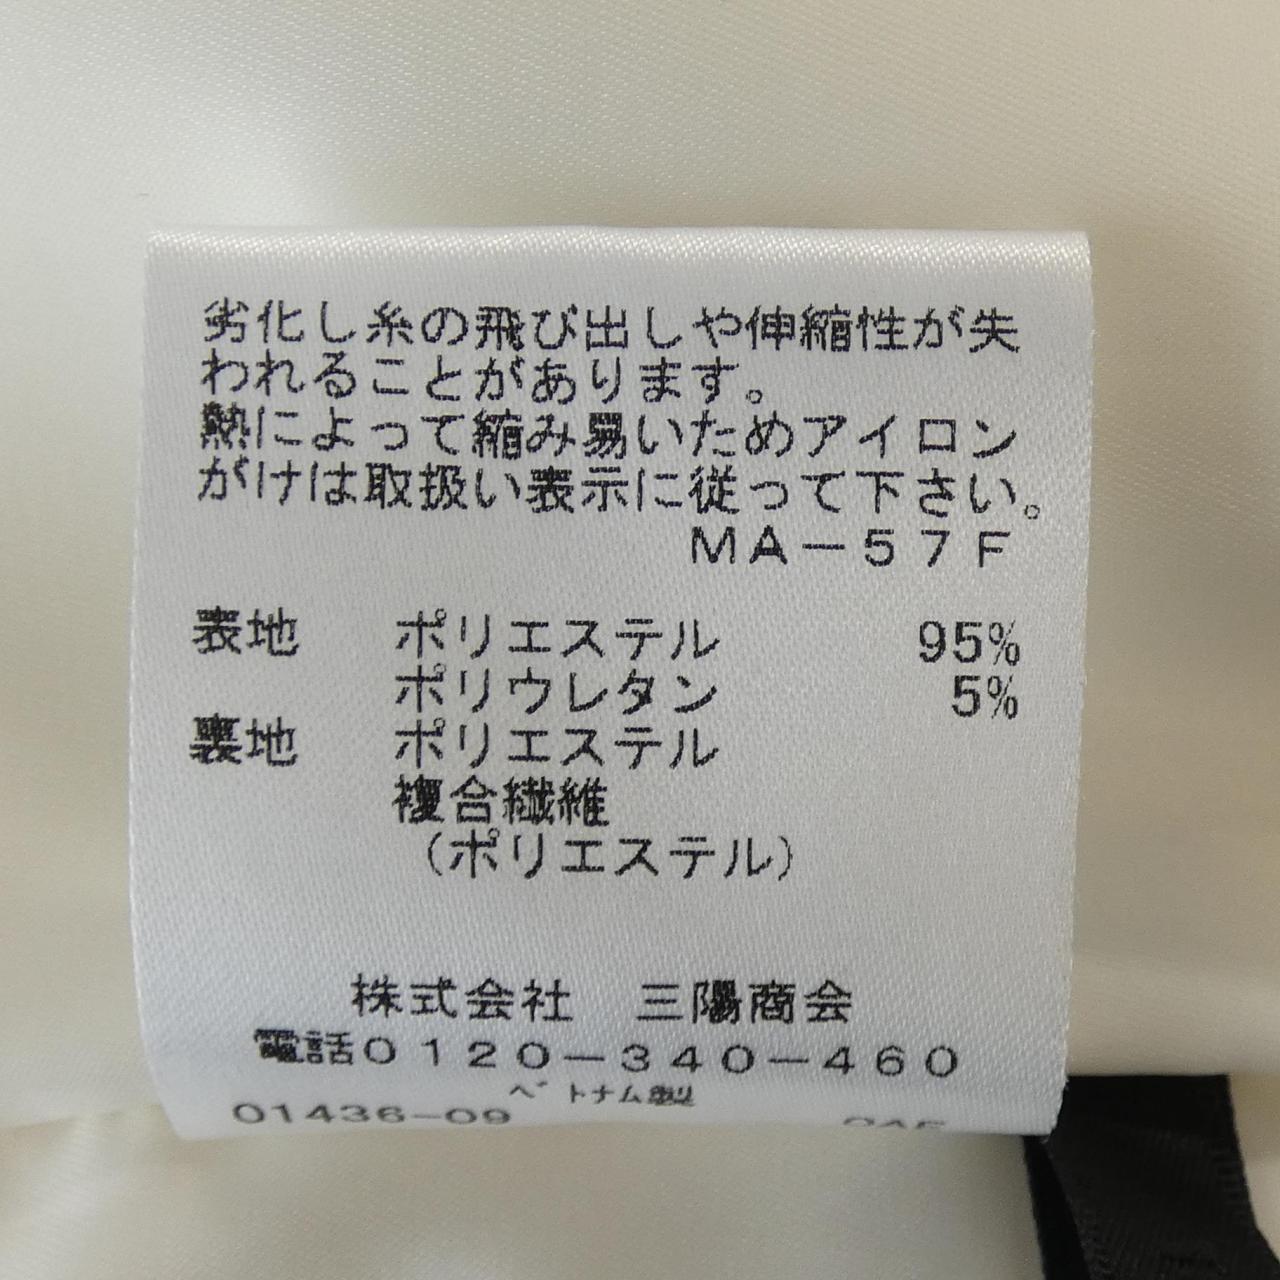 劣化し糸の飛び出しや伸縮性が失
われることがあります。
熱によって縮み易いためアイロン
がけは取扱い表示に従って下さい。
MA-57F
表地 ポリエステル 95%
ポリウレタン 5%
裏地 ポリエステル
複合繊維
(ポリエステル)
株式会社 三陽商会
電話0120-340-460
ベトナム製
01436-09